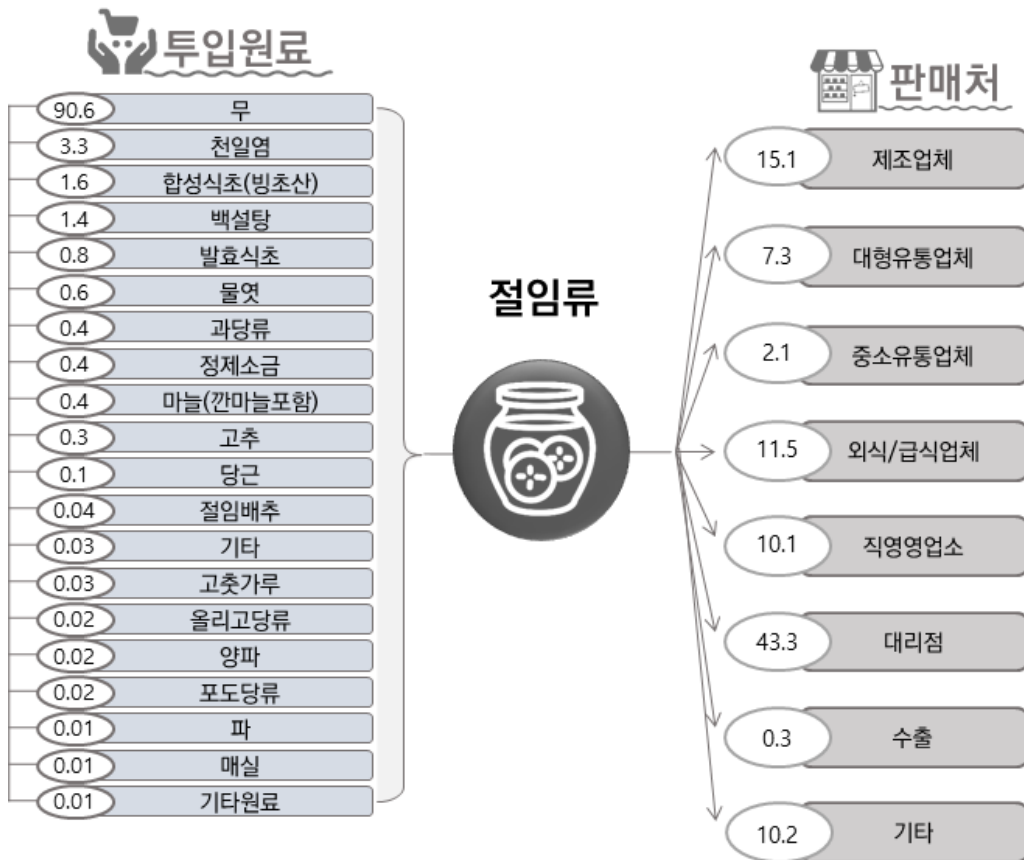 투입원료
90.6 무
3.3 천일염
1.6 합성식초(빙초산)
1.4 백설탕
0.8 발효식초
0.6 물엿
0.4 과당류
0.4 정제소금
0.4 마늘(깐마늘포함)
0.3 고추
0.1 당근
0.04 절임배추
0.03 기타
0.03 고춧가루
0.02 올리고당류
0.02 양파
0.02 포도당류
0.01 파
0.01 매실
0.01 기타원료
절임류
판매처
15.1 제조업체
7.3 대형유통업체
2.1 중소유통업체
11.5 외식/급식업체
10.1 직영영업소
43.3 대리점
0.3 수출
10.2 기타